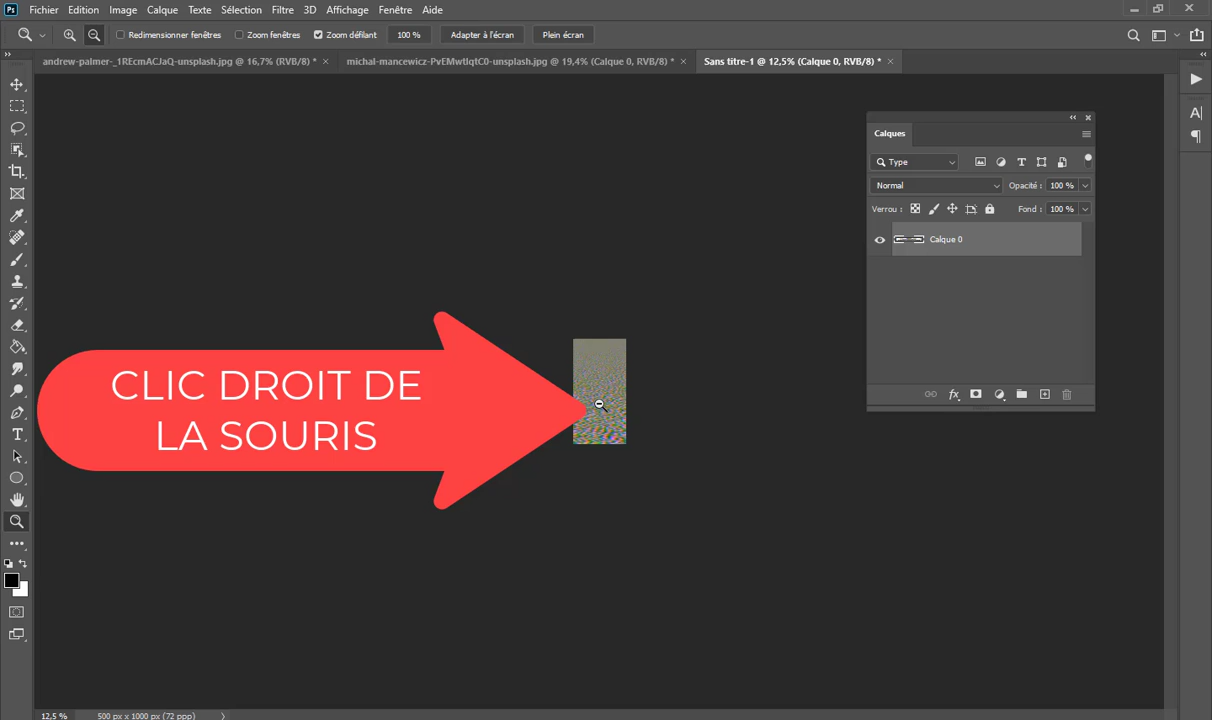 Ps Fichier Edition Image Calque Texte Sélection Filtre 3D Affichage Fenêtre Aide
Redimensionner fenêtres Zoom fenêtres Zoom défilant 100 % Adapter à l'écran Plein écran
andrew-palmer-_1REcmACJaQ-unsplash.jpg @ 16,7% (RVB/8) * michal-mancewicz-PvEMwtlqtC0-unsplash.jpg @ 19,4% (Calque 0, RVB/8) * Sans titre-1 @ 12,5% (Calque 0, RVB/8) *
Calques
Type
Normal Opacité : 100 %
Verrou : Fond : 100 %
Calque 0
CLIC DROIT DE
LA SOURIS
12,5 % 500 px x 1000 px (72 ppp)